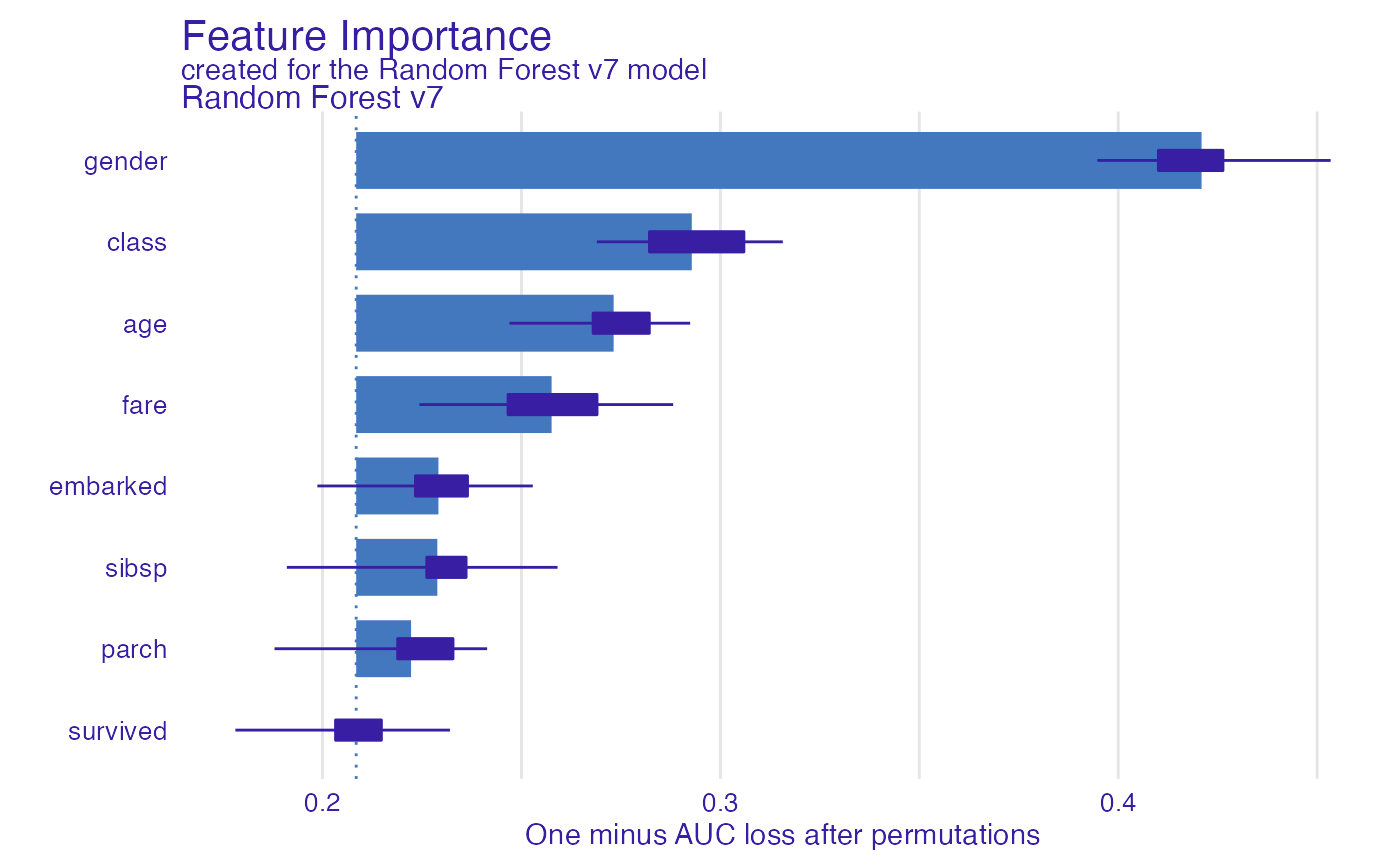 Feature Importance
created for the Random Forest v7 model
Random Forest v7
gender
class
age
fare
embarked
sibsp
parch
survived
0.2 0.3 0.4
One minus AUC loss after permutations